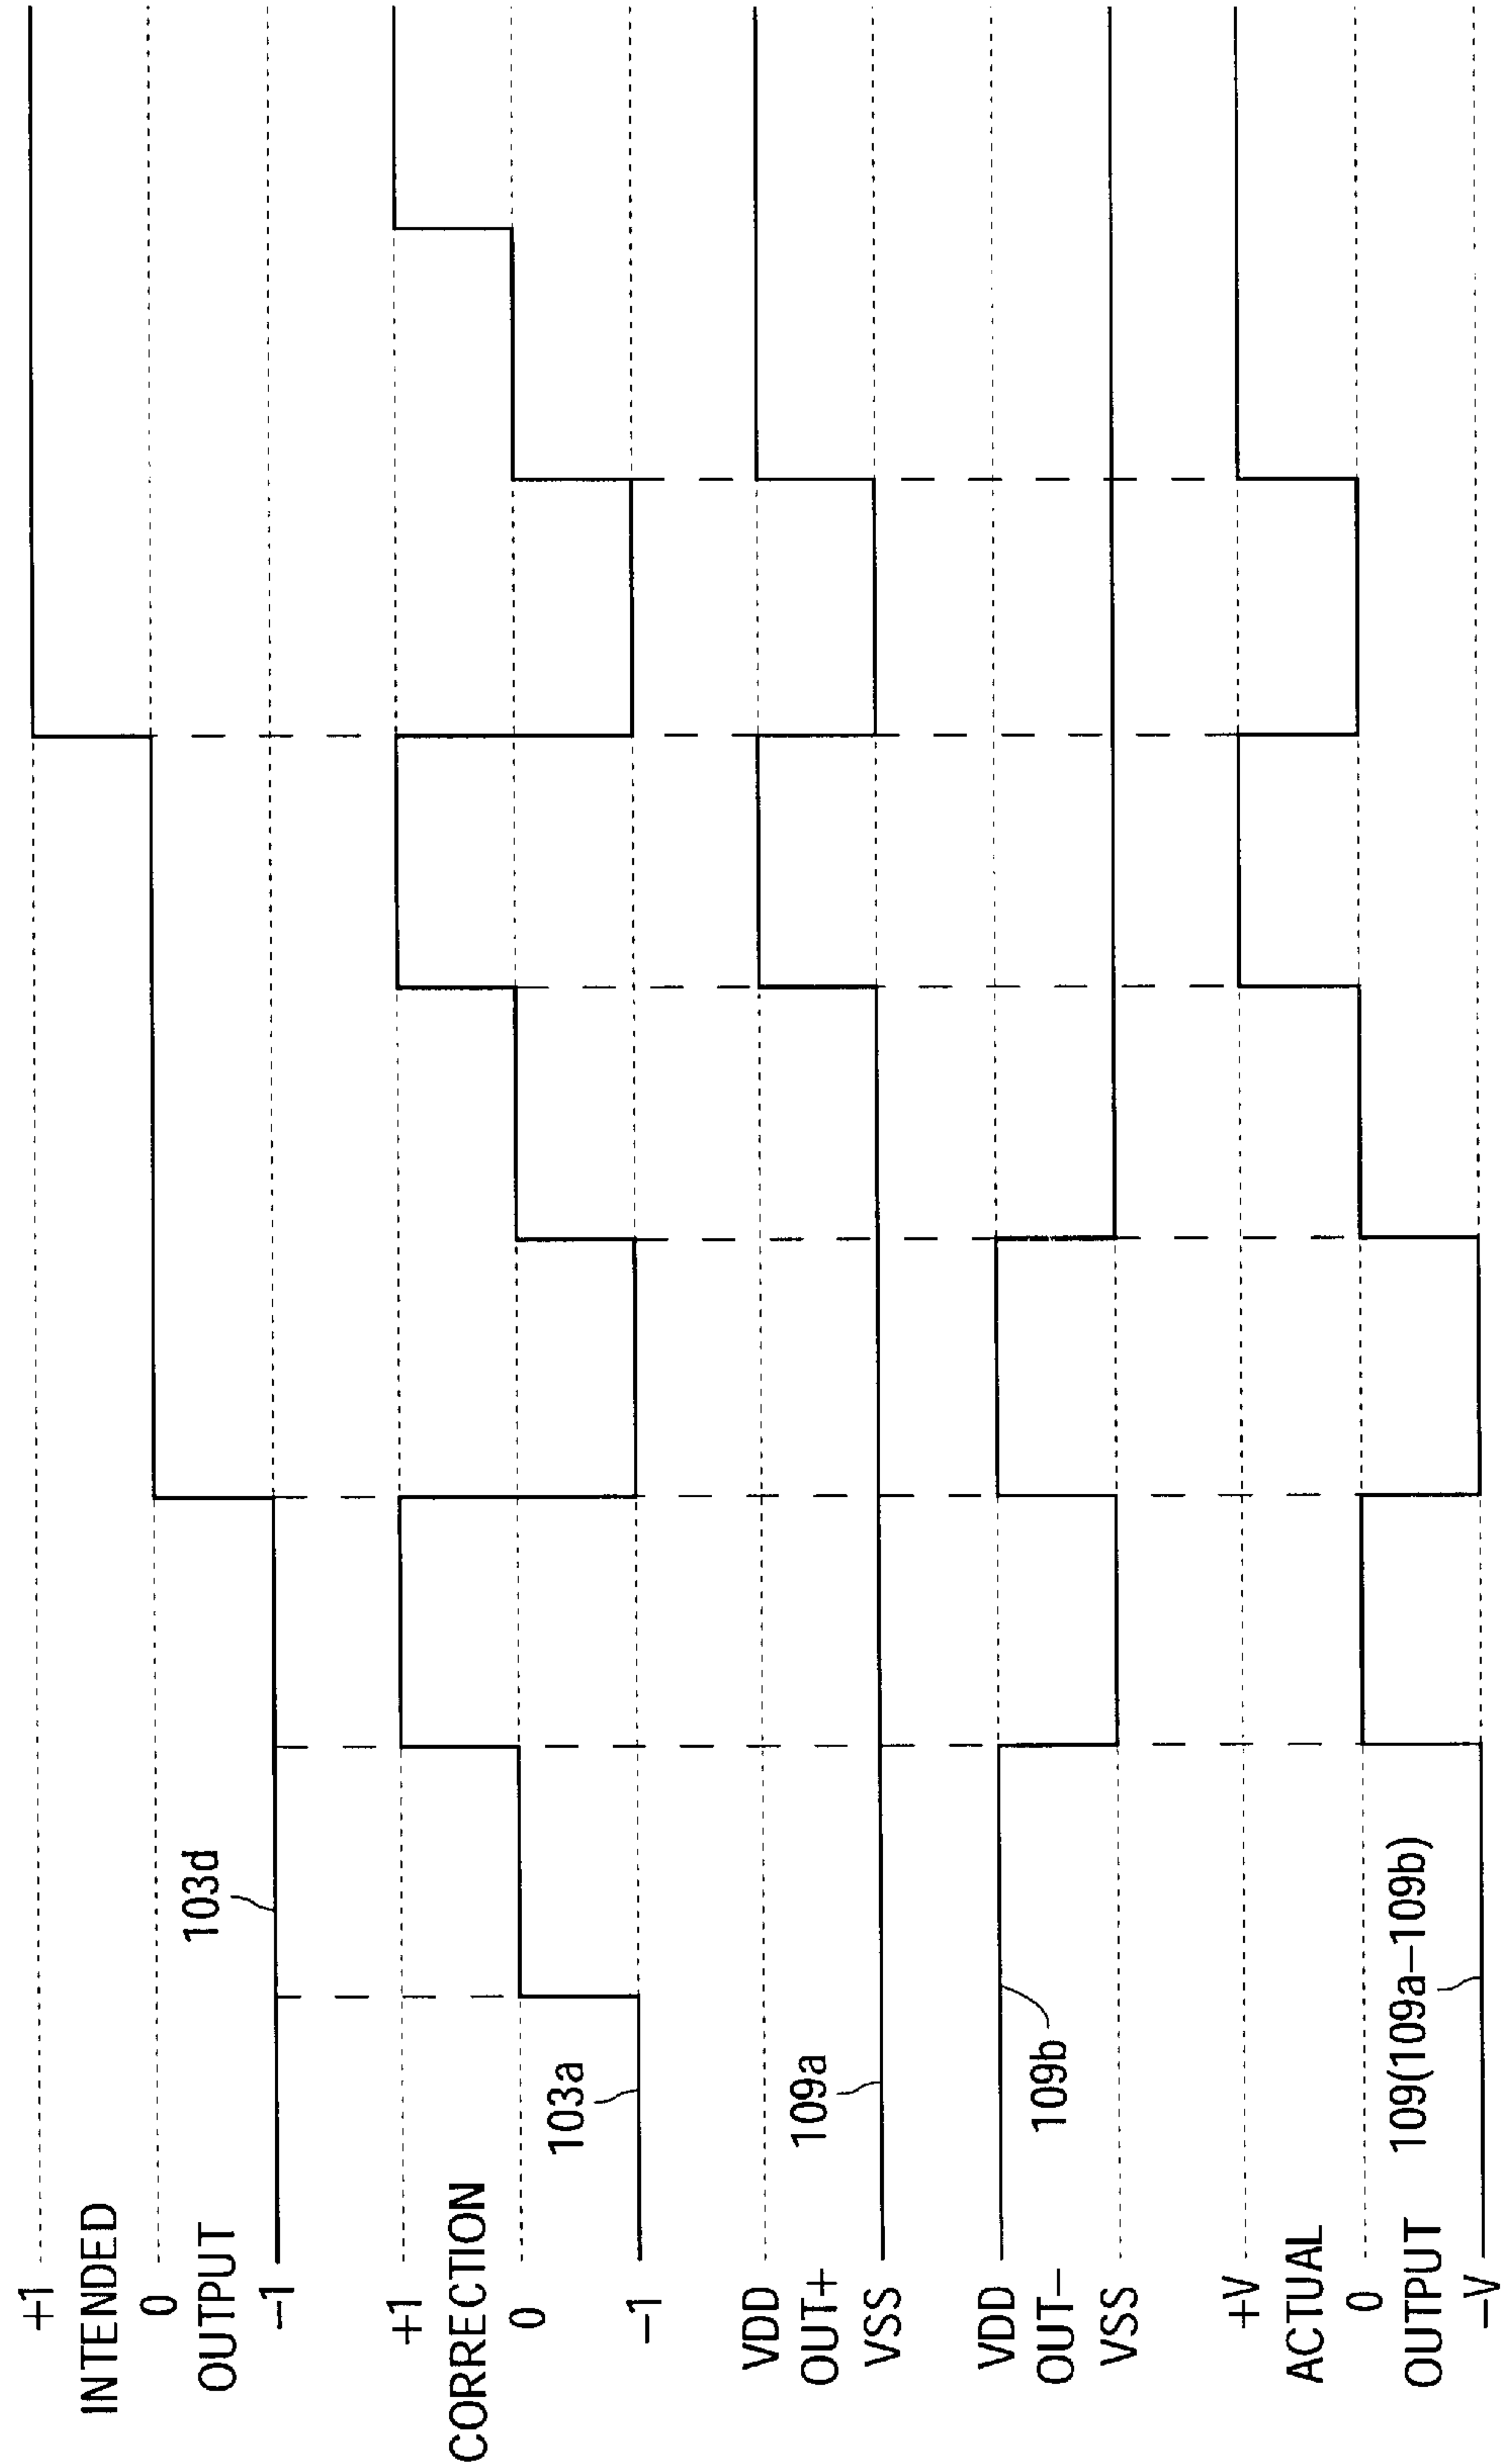 +1
INTENDED
0
OUTPUT
-1
103d
+1
CORRECTION
0
-1
103a
VDD
OUT+
VSS
109a
VDD
OUT-
VSS
109b
+V
ACTUAL
0
OUTPUT
-V
109(109a-109b)